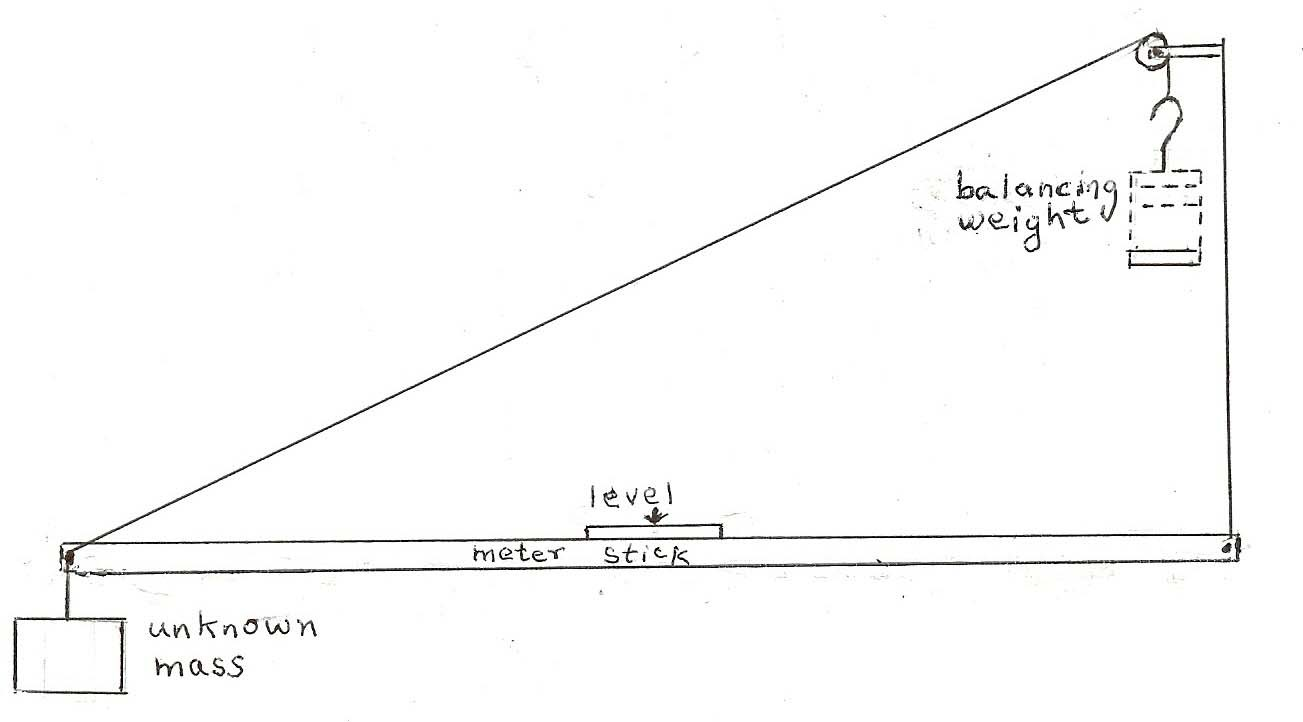 balancing
weight
level
meter stick
unknown
mass